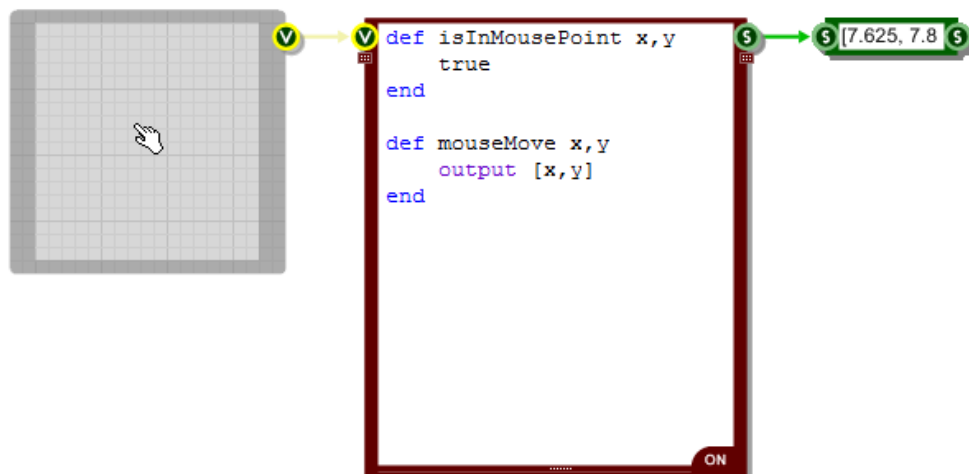 V
V
def isInMousePoint x,y
    true
end
def mouseMove x,y
    output [x,y]
end
ON
S
S
[7.625, 7.8
S